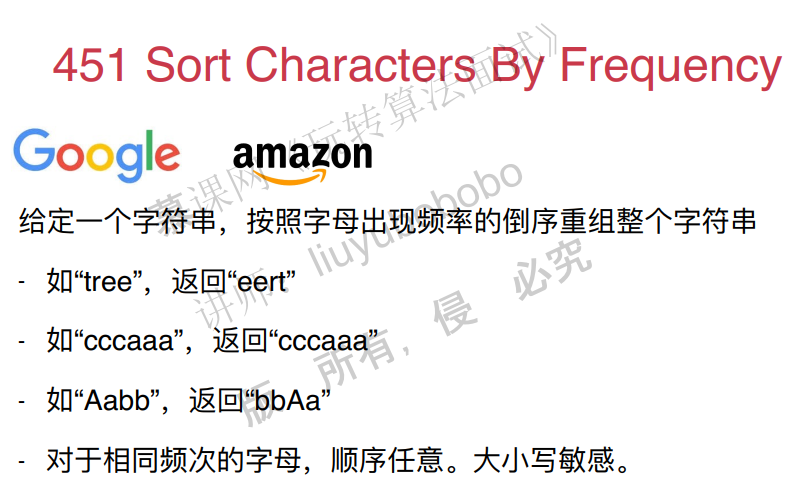 451 Sort Characters By Frequency
Google amazon
给定一个字符串，按照字母出现频率的倒序重组整个字符串
- 如“tree”，返回“eert”
- 如“cccaaa”，返回“cccaaa”
- 如“Aabb”，返回“bbAa”
- 对于相同频次的字母，顺序任意。大小写敏感。
慕课网《玩转算法面试》
讲师：liuyubobobo
版 所有，侵 必究